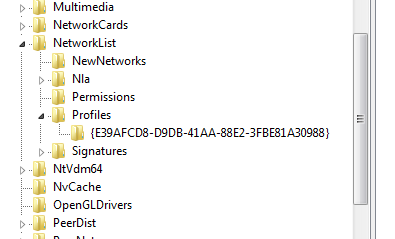 Multimedia
NetworkCards
NetworkList
NewNetworks
Nla
Permissions
Profiles
{E39AFCD8-D9DB-41AA-88E2-3FBE81A30988}
Signatures
NtVdm64
NvCache
OpenGLDrivers
PeerDist